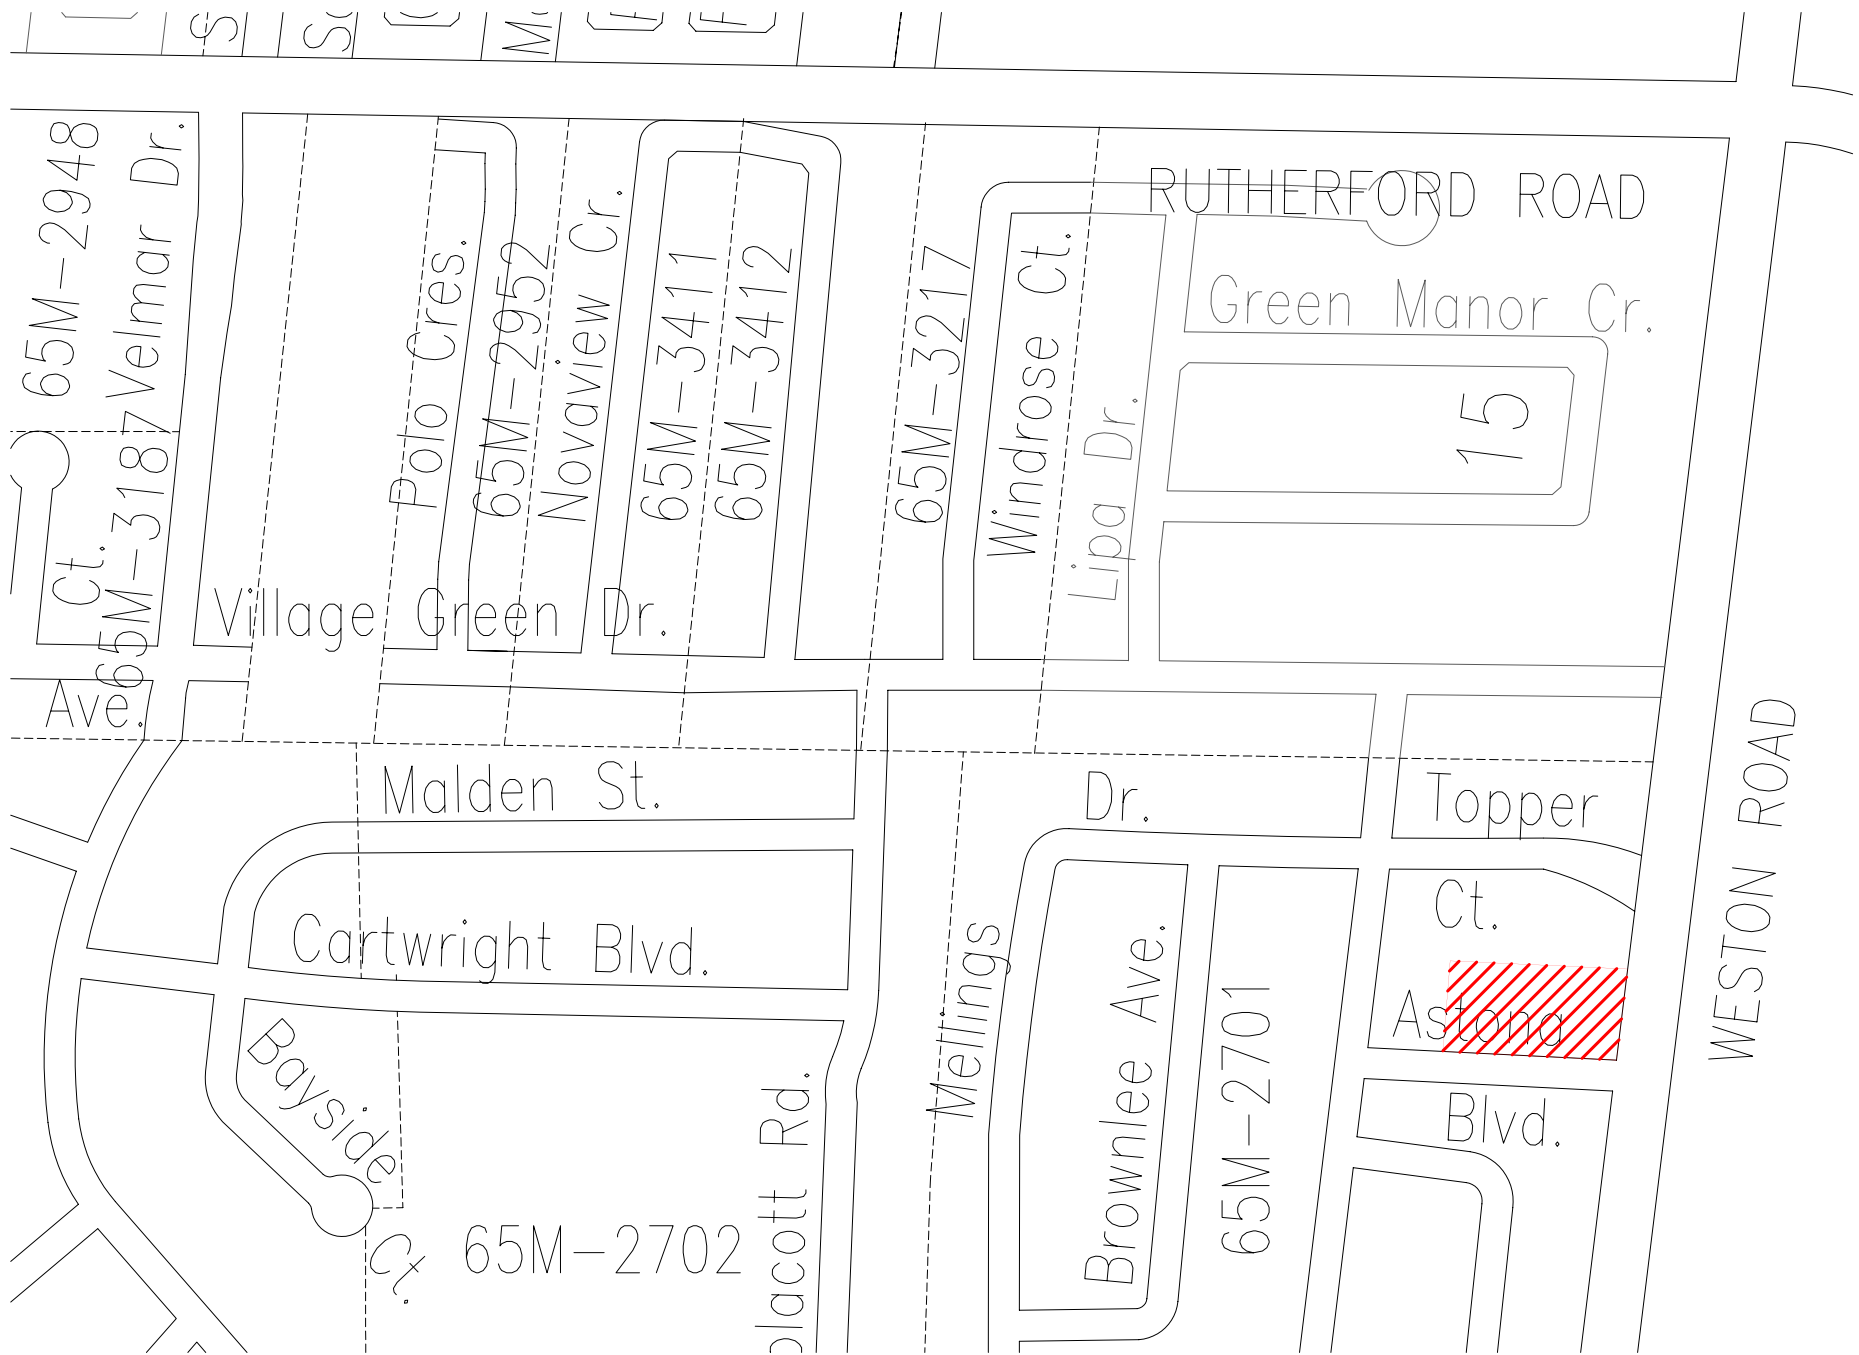 RUTHERFORD ROAD
65M-2948
Velmar Dr.
65M-3187
Ct.
Polo Cres.
65M-2952
Novaview Cr.
65M-3411
65M-3412
65M-3217
Windrose Ct.
Lipa Dr.
Green Manor Cr.
15
Village Green Dr.
Ave.
Malden St.
Dr.
Topper
Ct.
WESTON ROAD
Cartwright Blvd.
Mellings
Brownlee Ave.
65M-2701
Astona
Blvd.
Bayside
Ct.
65M-2702
Rd.